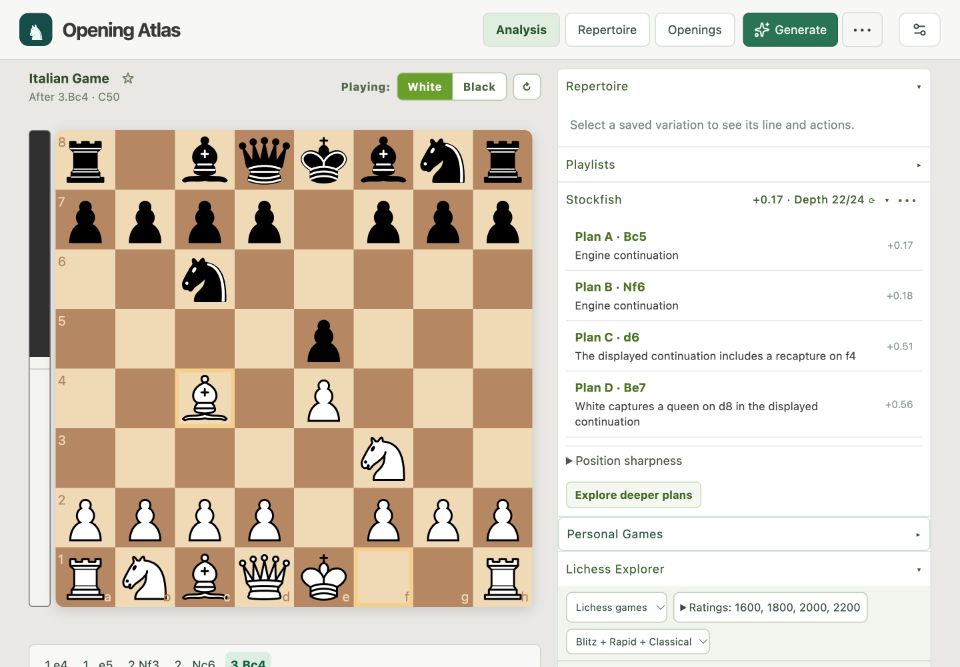 Opening Atlas
Analysis
Repertoire
Openings
Generate
Italian Game
After 3.Bc4 · C50
Playing:
White
Black
8
7
6
5
4
3
2
1
a
b
c
d
e
f
g
h
1.e4
1...e5
2.Nf3
2...Nc6
3.Bc4
Repertoire
Select a saved variation to see its line and actions.
Playlists
Stockfish
+0.17 · Depth 22/24
Plan A · Bc5
Engine continuation
+0.17
Plan B · Nf6
Engine continuation
+0.18
Plan C · d6
The displayed continuation includes a recapture on f4
+0.51
Plan D · Be7
White captures a queen on d8 in the displayed
continuation
+0.56
Position sharpness
Explore deeper plans
Personal Games
Lichess Explorer
Lichess games
Ratings: 1600, 1800, 2000, 2200
Blitz + Rapid + Classical